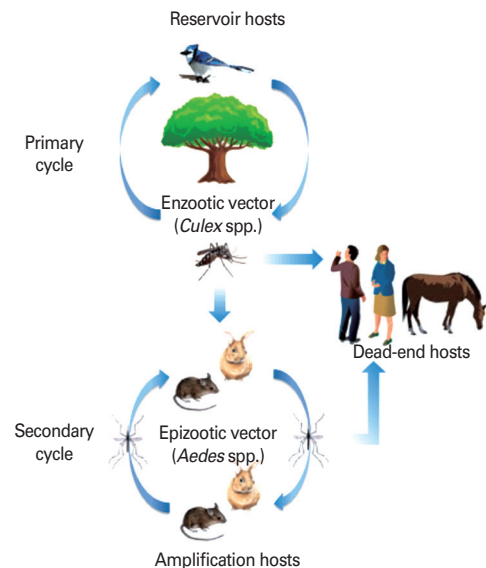 Reservoir hosts
Primary
cycle
Enzootic vector
(Culex spp.)
Dead-end hosts
Secondary
cycle
Epizootic vector
(Aedes spp.)
Amplification hosts